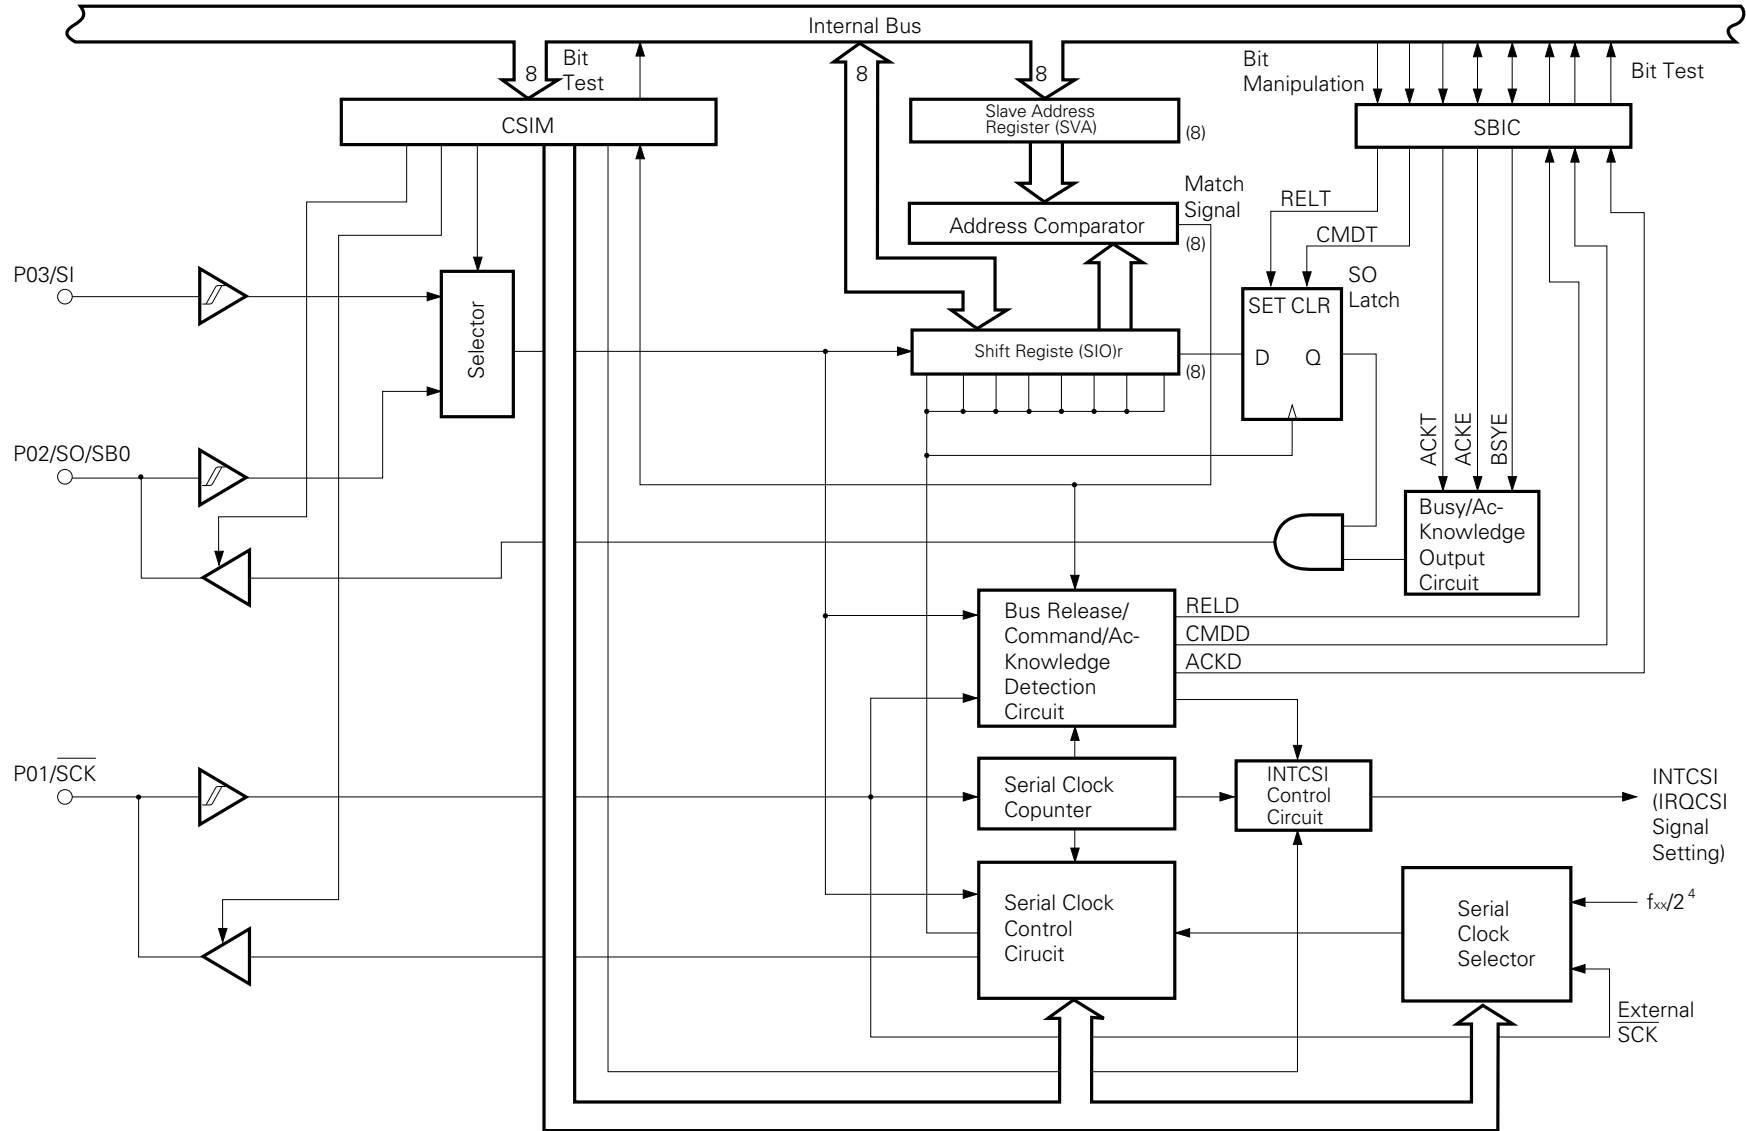 Internal Bus
8
Bit
Test
8
8
Bit
Manipulation
Bit Test
CSIM
Slave Address
Register (SVA)
(8)
SBIC
Match
Signal
Address Comparator
(8)
RELT
CMDT
SO
Latch
P03/SI
Selector
SET CLR
D Q
Shift Registe (SIO)r
(8)
ACKT
ACKE
BSYE
P02/SO/SB0
Busy/Ac-
Knowledge
Output
Circuit
Bus Release/
Command/Ac-
Knowledge
Detection
Circuit
RELD
CMDD
ACKD
P01/SCK
Serial Clock
Copunter
INTCSI
Control
Circuit
INTCSI
(IRQCSI
Signal
Setting)
Serial Clock
Control
Cirucit
Serial
Clock
Selector
fxx/2⁴
External
SCK